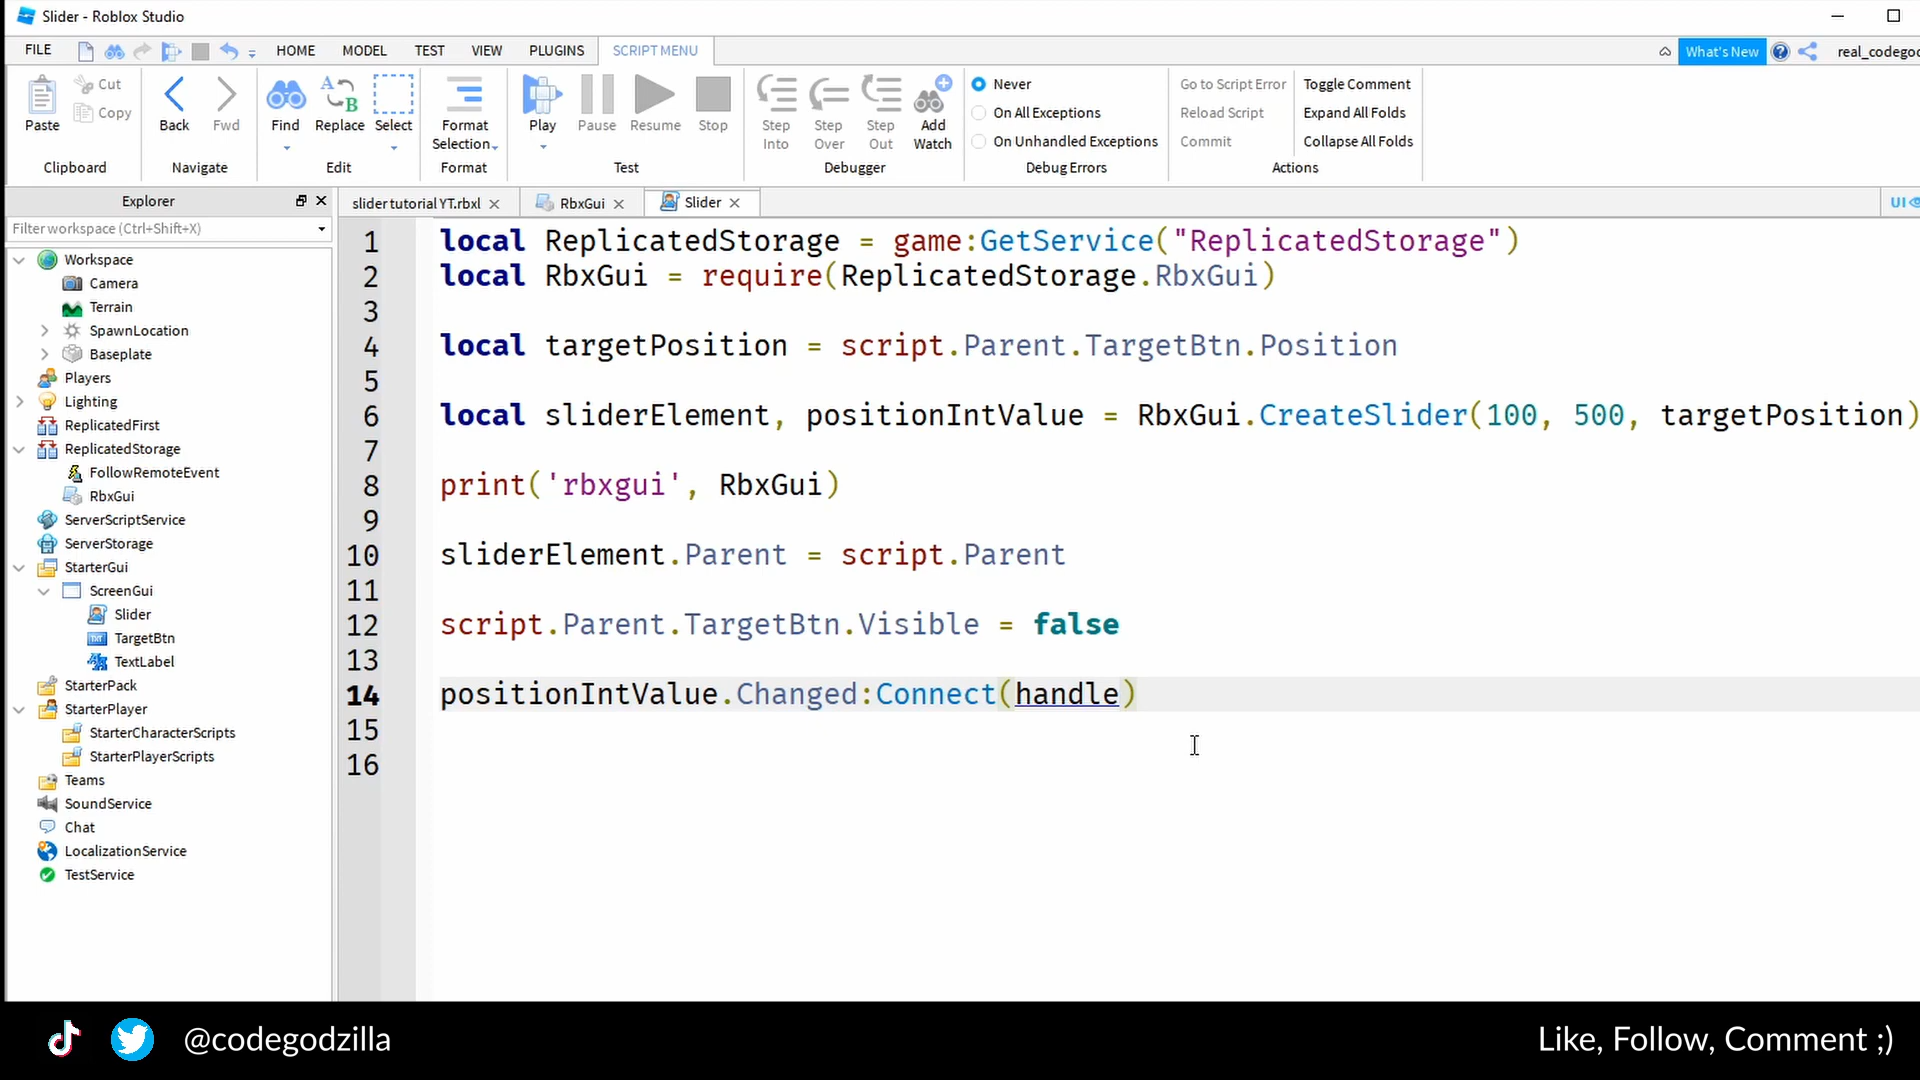 Slider - Roblox Studio
FILE
HOME
MODEL
TEST
VIEW
PLUGINS
SCRIPT MENU
What's New
real_codegod
Paste
Cut
Copy
Clipboard
Back
Fwd
Navigate
Find
Replace
Select
Edit
Format
Selection
Format
Play
Pause
Resume
Stop
Test
Step
Into
Step
Over
Step
Out
Add
Watch
Debugger
Never
On All Exceptions
On Unhandled Exceptions
Debug Errors
Go to Script Error
Reload Script
Commit
Toggle Comment
Expand All Folds
Collapse All Folds
Actions
Explorer
Filter workspace (Ctrl+Shift+X)
Workspace
Camera
Terrain
SpawnLocation
Baseplate
Players
Lighting
ReplicatedFirst
ReplicatedStorage
FollowRemoteEvent
RbxGui
ServerScriptService
ServerStorage
StarterGui
ScreenGui
Slider
TargetBtn
TextLabel
StarterPack
StarterPlayer
StarterCharacterScripts
StarterPlayerScripts
Teams
SoundService
Chat
LocalizationService
TestService
slider tutorial YT.rbxl
RbxGui
Slider
UI
1 local ReplicatedStorage = game:GetService("ReplicatedStorage")
2 local RbxGui = require(ReplicatedStorage.RbxGui)
3
4 local targetPosition = script.Parent.TargetBtn.Position
5
6 local sliderElement, positionIntValue = RbxGui.CreateSlider(100, 500, targetPosition)
7
8 print('rbxgui', RbxGui)
9
10 sliderElement.Parent = script.Parent
11
12 script.Parent.TargetBtn.Visible = false
13
14 positionIntValue.Changed:Connect(handle)
15
16
@codegodzilla
Like, Follow, Comment ;)